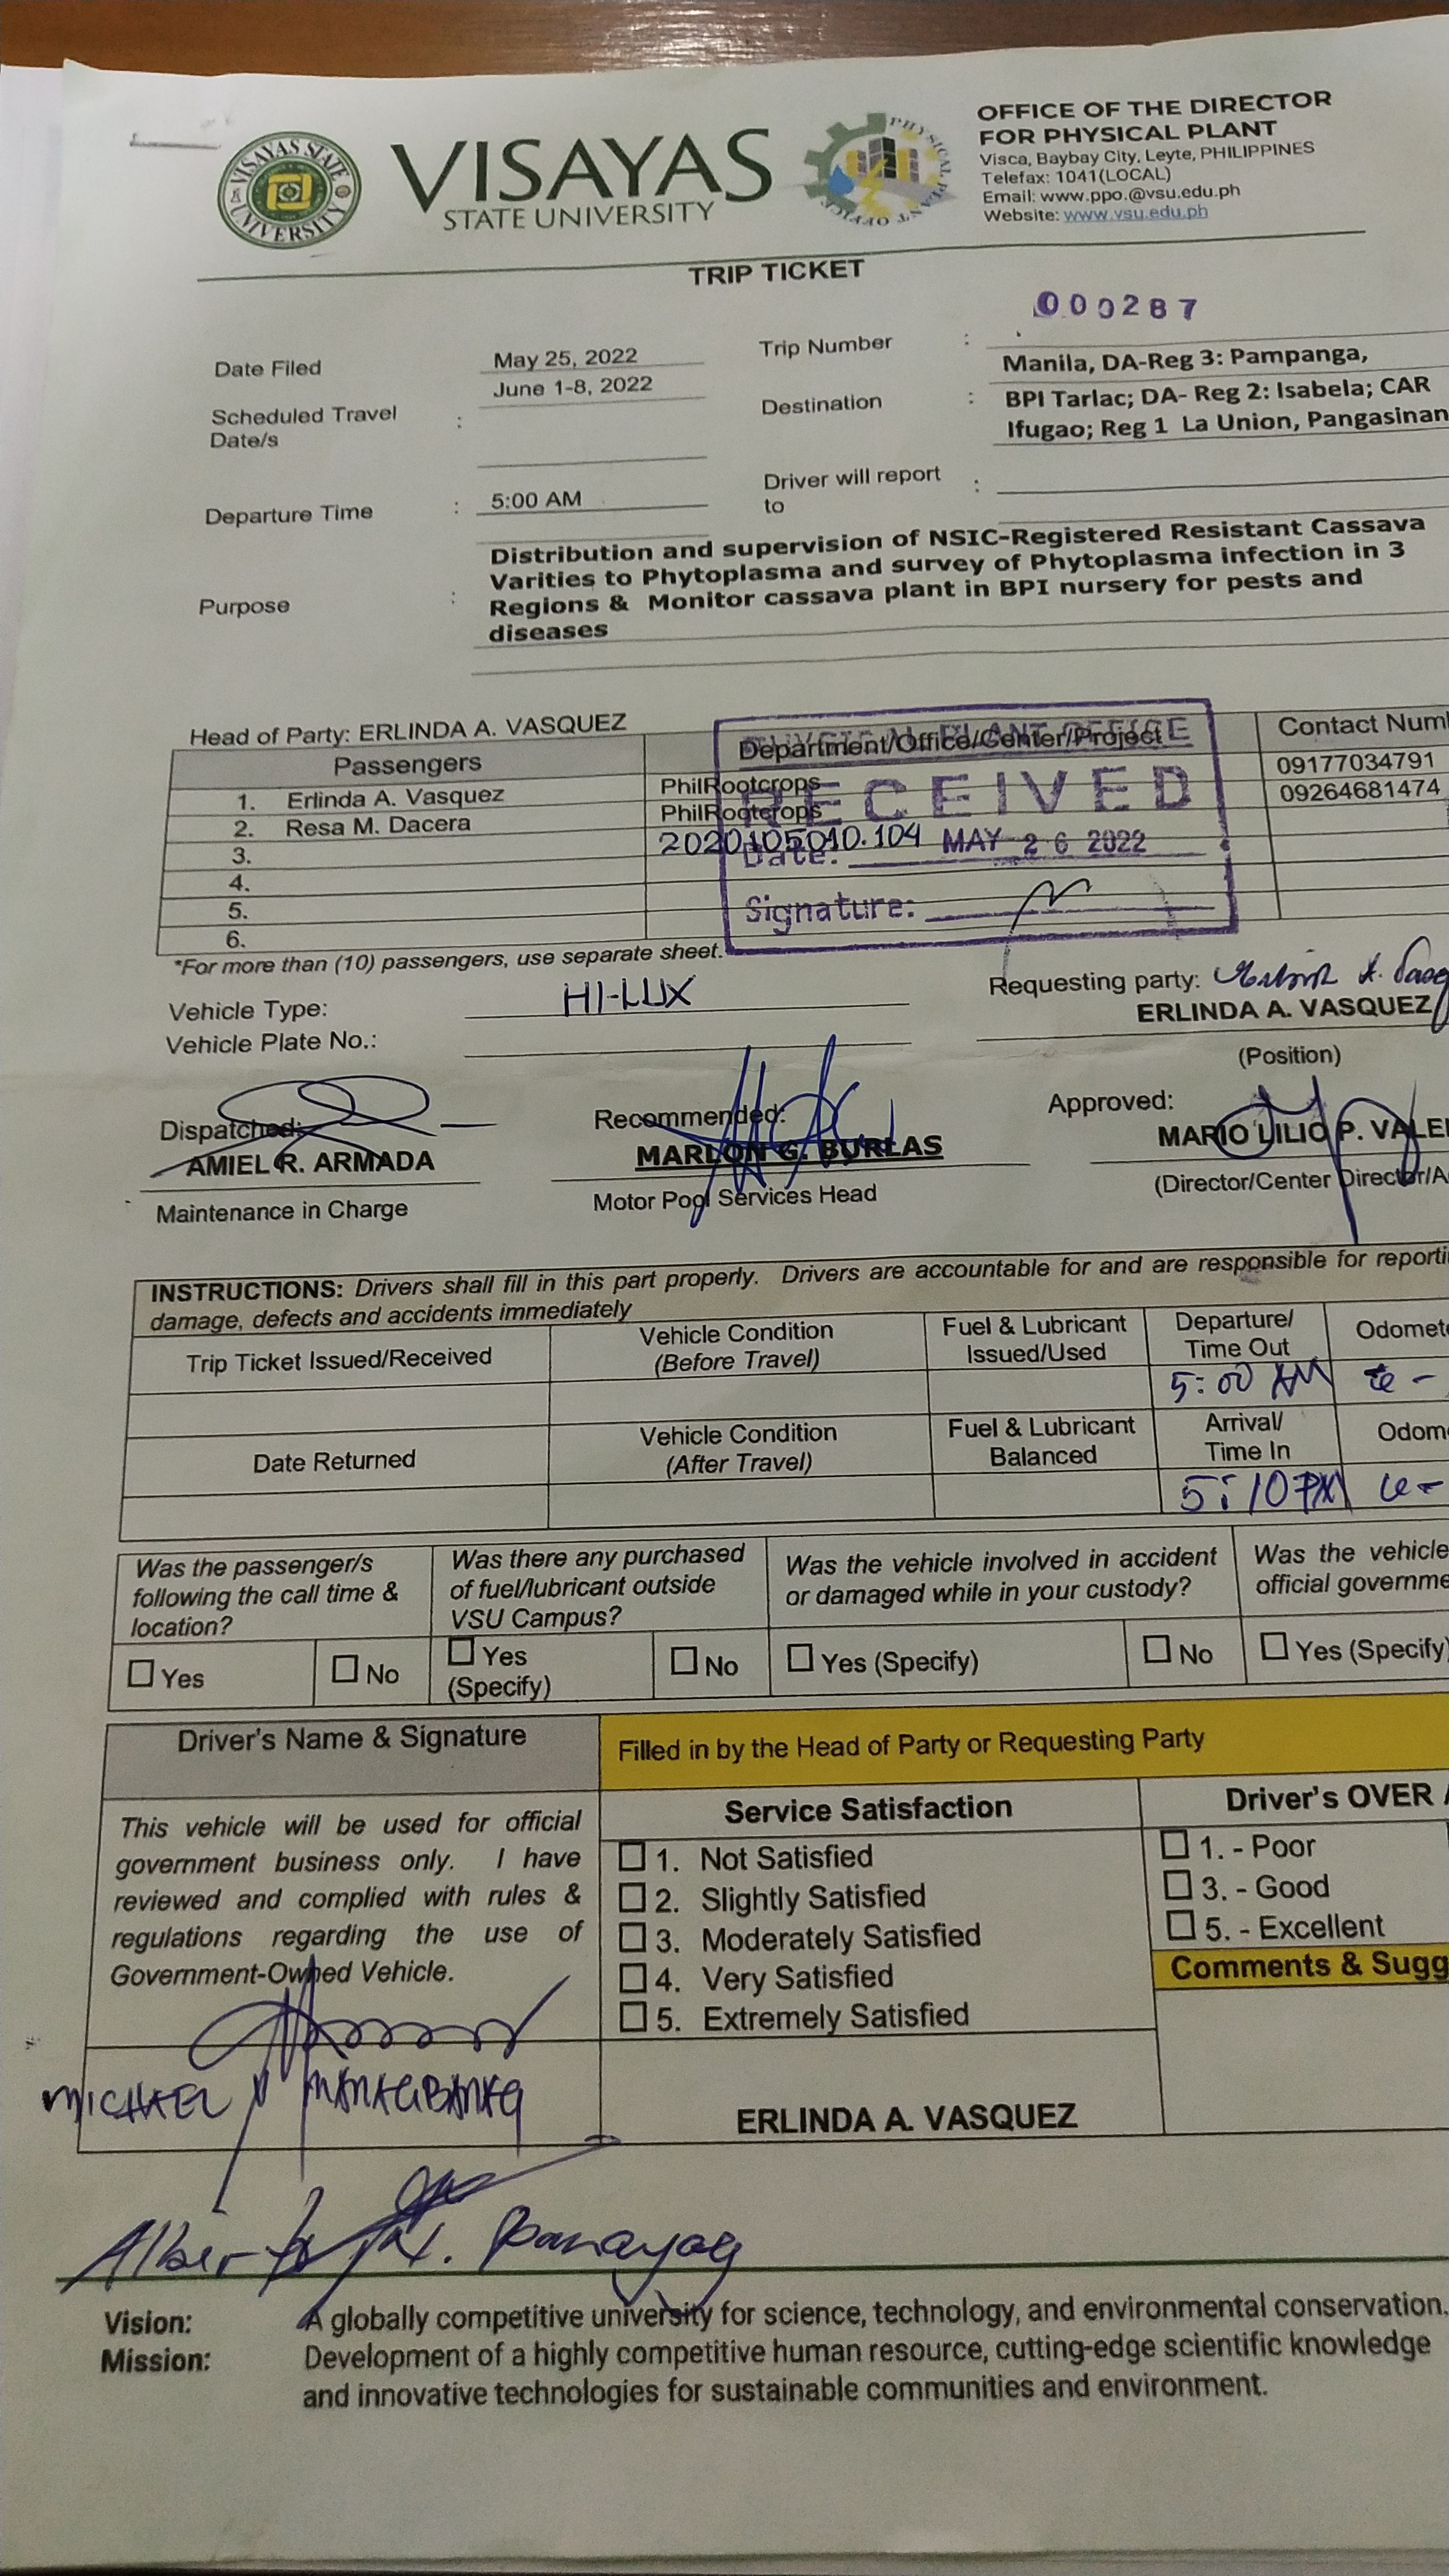 VISAYAS STATE UNIVERSITY
VISAYAS
STATE UNIVERSITY
PHYSICAL PLANT OFFICE
OFFICE OF THE DIRECTOR
FOR PHYSICAL PLANT
Visca, Baybay City, Leyte, PHILIPPINES
Telefax: 1041(LOCAL)
Email: www.ppo.@vsu.edu.ph
Website: www.vsu.edu.ph
TRIP TICKET
Date Filed May 25, 2022 Trip Number : 000287
Scheduled Travel Date/s : June 1-8, 2022
Destination : Manila, DA-Reg 3: Pampanga,
BPI Tarlac; DA- Reg 2: Isabela; CAR
Ifugao; Reg 1 La Union, Pangasinan
Departure Time : 5:00 AM Driver will report to :
Purpose : Distribution and supervision of NSIC-Registered Resistant Cassava
Varities to Phytoplasma and survey of Phytoplasma infection in 3
Regions & Monitor cassava plant in BPI nursery for pests and
diseases
Head of Party: ERLINDA A. VASQUEZ
Passengers Department/Office/Center/Project Contact
1. Erlinda A. Vasquez PhilRootcrops 09177034791
2. Resa M. Dacera PhilRootcrops 09264681474
3. 2020105010.104
4.
5.
6.
PHYSICAL PLANT OFFICE
RECEIVED
Date: MAY 26 2022
Signature:
*For more than (10) passengers, use separate sheet.
Vehicle Type: HI-LUX
Vehicle Plate No.:
Requesting party:
ERLINDA A. VASQUEZ
(Position)
Dispatched: Recommended: Approved:
AMIEL R. ARMADA MARLON G. BURLAS MARIO LILIO P.
Maintenance in Charge Motor Pool Services Head (Director/Center Director/
INSTRUCTIONS: Drivers shall fill in this part properly. Drivers are accountable for and are responsible for
damage, defects and accidents immediately
Trip Ticket Issued/Received Vehicle Condition (Before Travel) Fuel & Lubricant Issued/Used Departure/ Time Out
5:00 AM
Date Returned Vehicle Condition (After Travel) Fuel & Lubricant Balanced Arrival/ Time In
5:10 PM
Was the passenger/s following the call time & location?
Yes No
Was there any purchased of fuel/lubricant outside VSU Campus?
Yes (Specify) No
Was the vehicle involved in accident or damaged while in your custody?
Yes (Specify) No
Was the vehicle
official
Yes (Specify)
Driver's Name & Signature
Filled in by the Head of Party or Requesting Party
This vehicle will be used for official
government business only. I have
reviewed and complied with rules &
regulations regarding the use of
Government-Owned Vehicle.
Service Satisfaction
1. Not Satisfied
2. Slightly Satisfied
3. Moderately Satisfied
4. Very Satisfied
5. Extremely Satisfied
Driver's OVER
1. - Poor
3. - Good
5. - Excellent
Comments &
MICHAEL
ERLINDA A. VASQUEZ
Vision: A globally competitive university for science, technology, and environmental conservation.
Mission: Development of a highly competitive human resource, cutting-edge scientific knowledge
and innovative technologies for sustainable communities and environment.